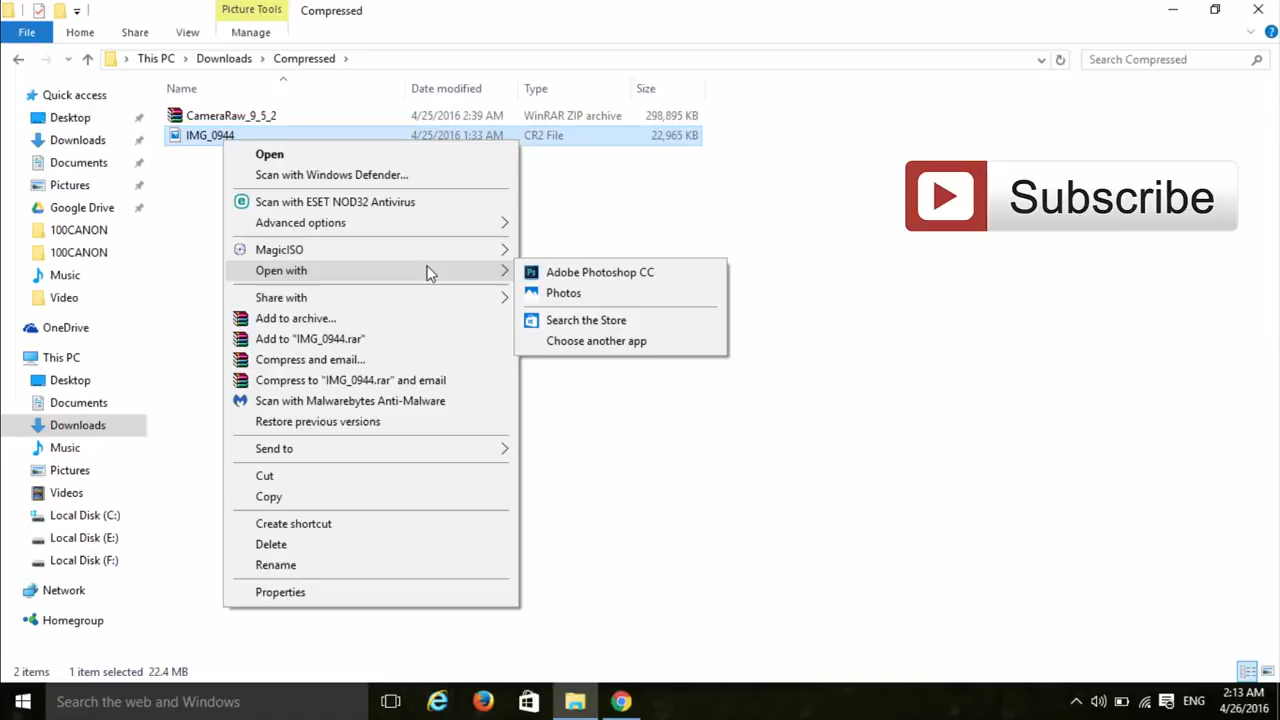 Picture Tools
Compressed
File
Home
Share
View
Manage
This PC
Downloads
Compressed
Search Compressed
Name
Date modified
Type
Size
CameraRaw_9_5_2
4/25/2016 2:39 AM
WinRAR ZIP archive
298,895 KB
IMG_0944
4/25/2016 1:33 AM
CR2 File
22,965 KB
Quick access
Desktop
Downloads
Documents
Pictures
Google Drive
100CANON
100CANON
Music
Video
OneDrive
This PC
Desktop
Documents
Downloads
Music
Pictures
Videos
Local Disk (C:)
Local Disk (E:)
Local Disk (F:)
Network
Homegroup
Open
Scan with Windows Defender...
Scan with ESET NOD32 Antivirus
Advanced options
MagicISO
Open with
Share with
Add to archive...
Add to "IMG_0944.rar"
Compress and email...
Compress to "IMG_0944.rar" and email
Scan with Malwarebytes Anti-Malware
Restore previous versions
Send to
Cut
Copy
Create shortcut
Delete
Rename
Properties
Ps
Adobe Photoshop CC
Photos
Search the Store
Choose another app
Subscribe
2 items
1 item selected 22.4 MB
Search the web and Windows
ENG
2:13 AM
4/26/2016